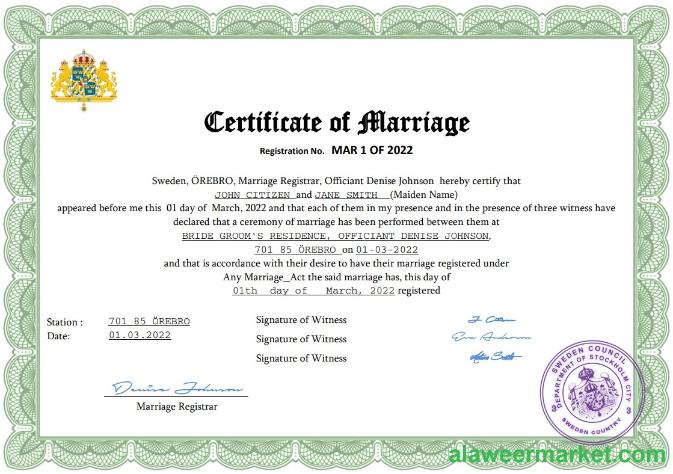 Certificate of Marriage
Registration No. MAR 1 OF 2022
Sweden, ÖREBRO, Marriage Registrar, Officiant Denise Johnson hereby certify that
JOHN CITIZEN and JANE SMITH (Maiden Name)
appeared before me this 01 day of March, 2022 and that each of them in my presence and in the presence of three witness have
declared that a ceremony of marriage has been performed between them at
BRIDE GROOM'S RESIDENCE, OFFICIANT DENISE JOHNSON,
701 85 ÖREBRO on 01-03-2022
and that is accordance with their desire to have their marriage registered under
Any Marriage_Act the said marriage has, this day of
01th day of March, 2022 registered
Station : 701 85 ÖREBRO
Date: 01.03.2022
Signature of Witness
Signature of Witness Eva Anderson
Signature of Witness
Denise Johnson
Marriage Registrar
SWEDEN COUNCIL
DEPARTMENT OF STOCKHOLM CITY
SWEDEN COUNTRY
alaweermarket.com